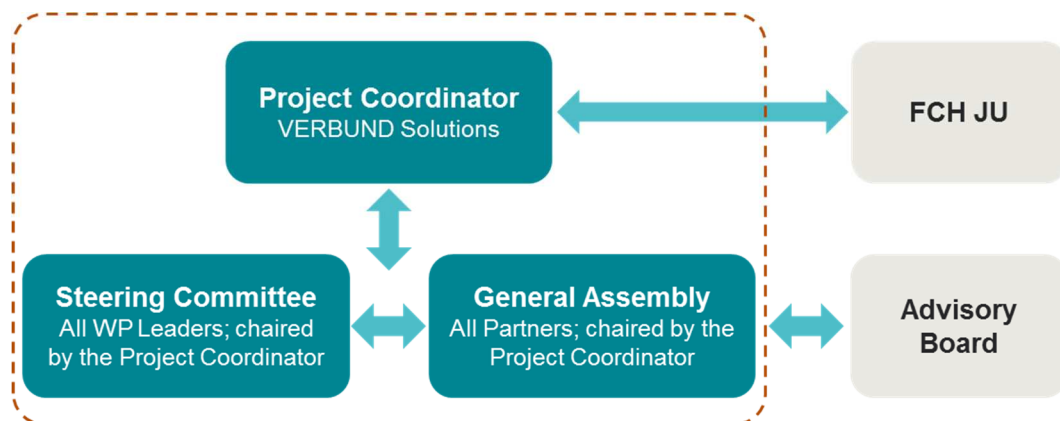 Project Coordinator
VERBUND Solutions
FCH JU
Steering Committee
All WP Leaders; chaired
by the Project Coordinator
General Assembly
All Partners; chaired by the
Project Coordinator
Advisory
Board